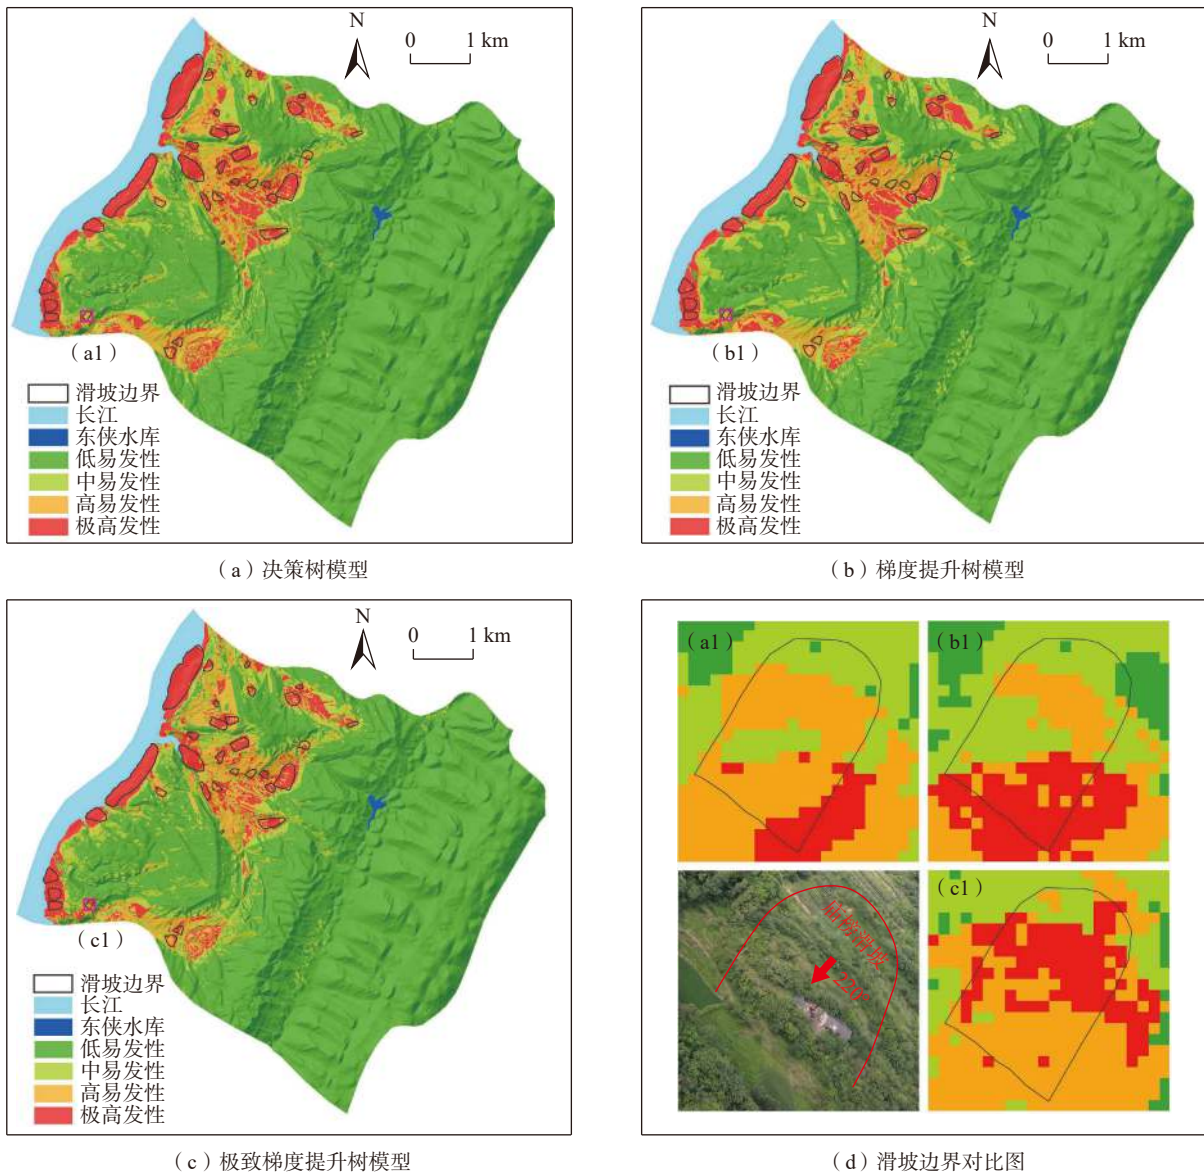 N
0 1 km
(a1)
滑坡边界
长江
东侠水库
低易发性
中易发性
高易发性
极高发性
(a)决策树模型
N
0 1 km
(b1)
滑坡边界
长江
东侠水库
低易发性
中易发性
高易发性
极高发性
(b)梯度提升树模型
N
0 1 km
(c1)
滑坡边界
长江
东侠水库
低易发性
中易发性
高易发性
极高发性
(c)极致梯度提升树模型
(a1)
(b1)
滑坡
220°
(c1)
(d)滑坡边界对比图